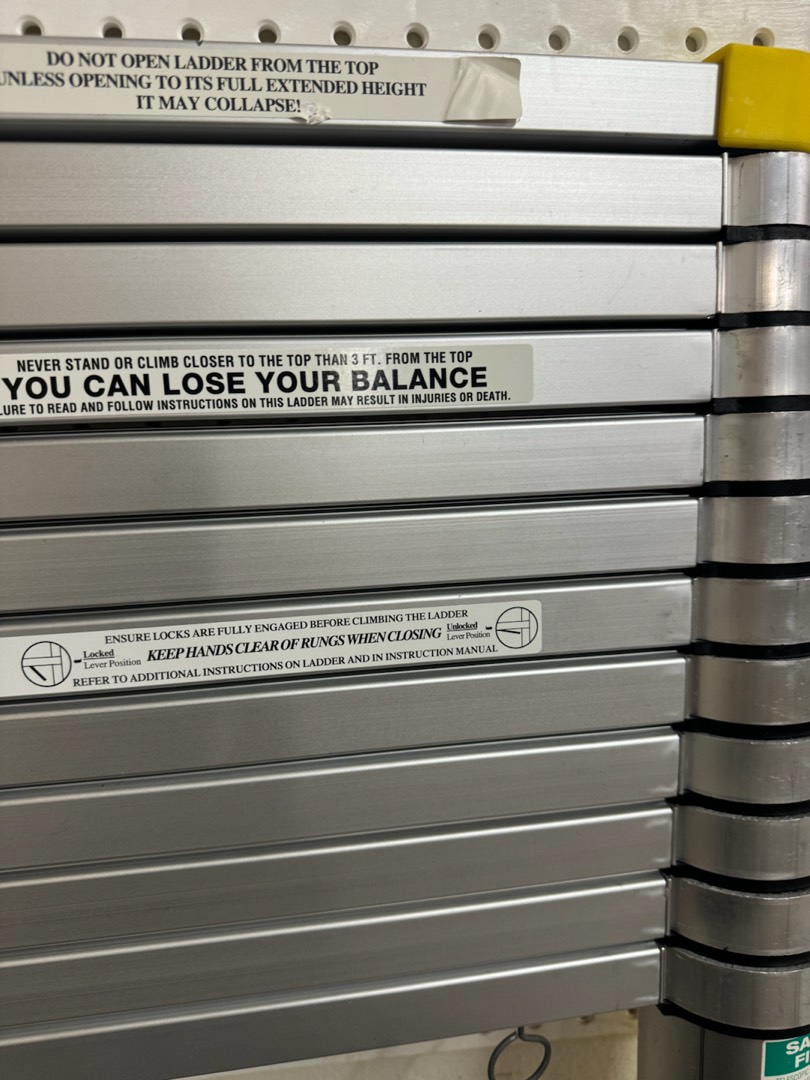 DO NOT OPEN LADDER FROM THE TOP
UNLESS OPENING TO ITS FULL EXTENDED HEIGHT
IT MAY COLLAPSE!
NEVER STAND OR CLIMB CLOSER TO THE TOP THAN 3 FT. FROM THE TOP
YOU CAN LOSE YOUR BALANCE
LURE TO READ AND FOLLOW INSTRUCTIONS ON THIS LADDER MAY RESULT IN INJURIES OR DEATH.
ENSURE LOCKS ARE FULLY ENGAGED BEFORE CLIMBING THE LADDER
Locked
Lever Position
KEEP HANDS CLEAR OF RUNGS WHEN CLOSING
Unlocked
Lever Position
REFER TO ADDITIONAL INSTRUCTIONS ON LADDER AND IN INSTRUCTION MANUAL
SA
FI